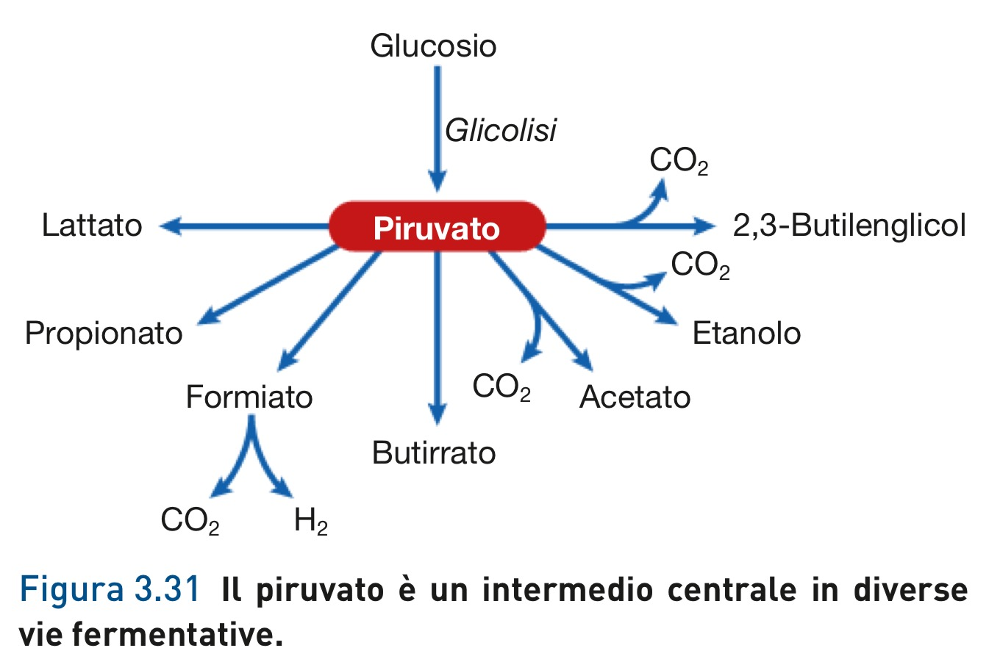 Glucosio
Glicolisi
CO₂
Lattato
Piruvato
2,3-Butilenglicol
CO₂
Propionato
Etanolo
Formiato
CO₂
Acetato
Butirrato
CO₂
H₂
Figura 3.31 Il piruvato è un intermedio centrale in diverse
vie fermentative.